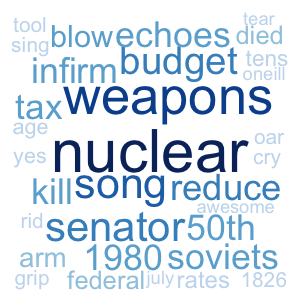 tool blow echoes tear
sing died
infirm budget tens
oneill
tax weapons
age
yes nuclear oar
cry
kill song reduce
rid senator awesome
50th
arm 1980 soviets
grip federal july rates 1826